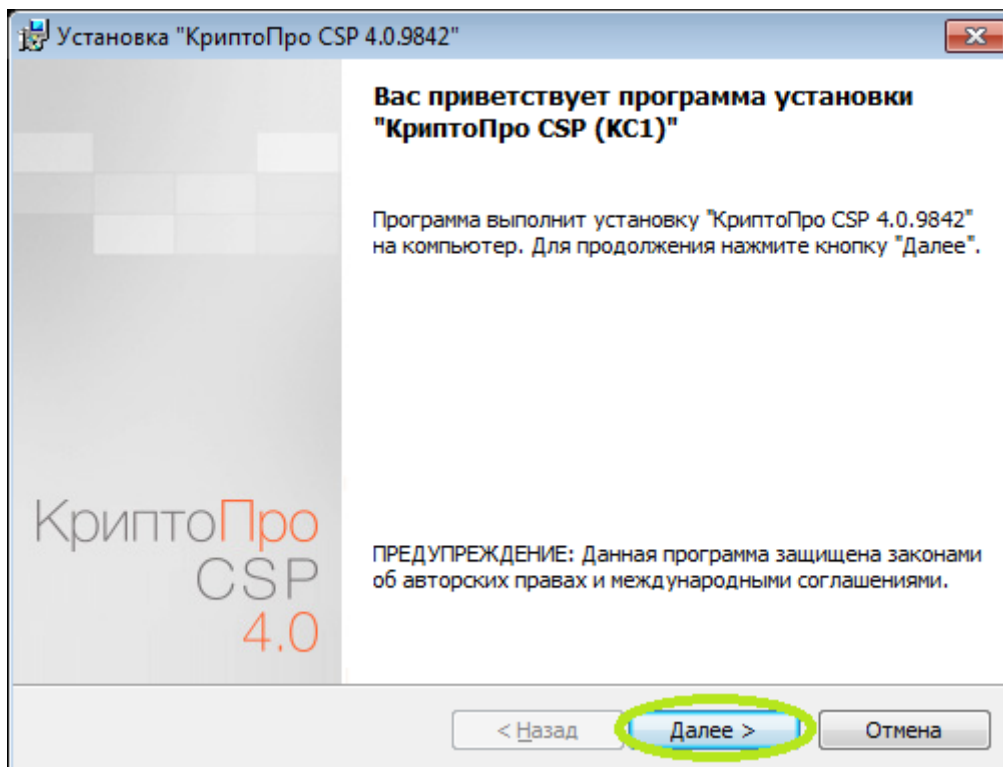 Установка "КриптоПро CSP 4.0.9842"
Вас приветствует программа установки
"КриптоПро CSP (КС1)"
Программа выполнит установку "КриптоПро CSP 4.0.9842"
на компьютер. Для продолжения нажмите кнопку "Далее".
КриптоПро
CSP
4.0
ПРЕДУПРЕЖДЕНИЕ: Данная программа защищена законами
об авторских правах и международными соглашениями.
< Назад Далее > Отмена